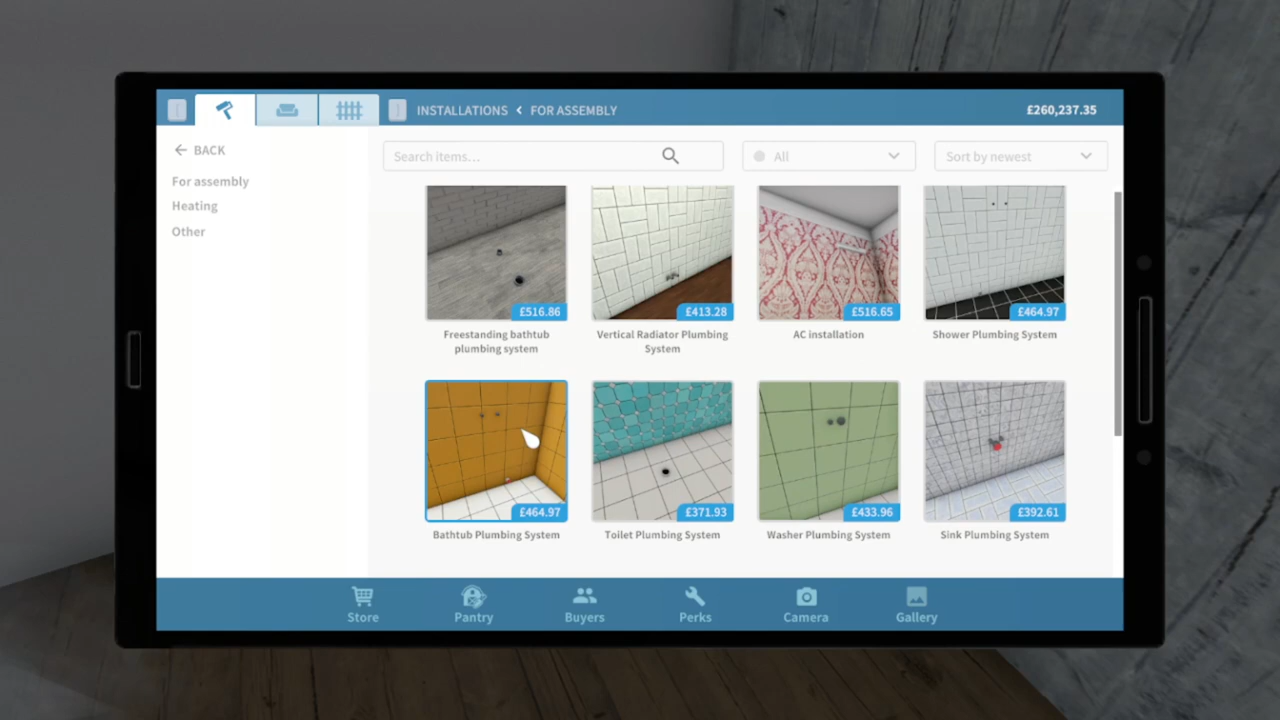 INSTALLATIONS < FOR ASSEMBLY
£260,237.35
BACK
For assembly
Heating
Other
Search items...
All
Sort by newest
£516.86
£413.28
£516.65
£464.97
Freestanding bathtub
plumbing system
Vertical Radiator Plumbing
System
AC installation
Shower Plumbing System
£464.97
£371.93
£433.96
£392.61
Bathtub Plumbing System
Toilet Plumbing System
Washer Plumbing System
Sink Plumbing System
Store
Pantry
Buyers
Perks
Camera
Gallery